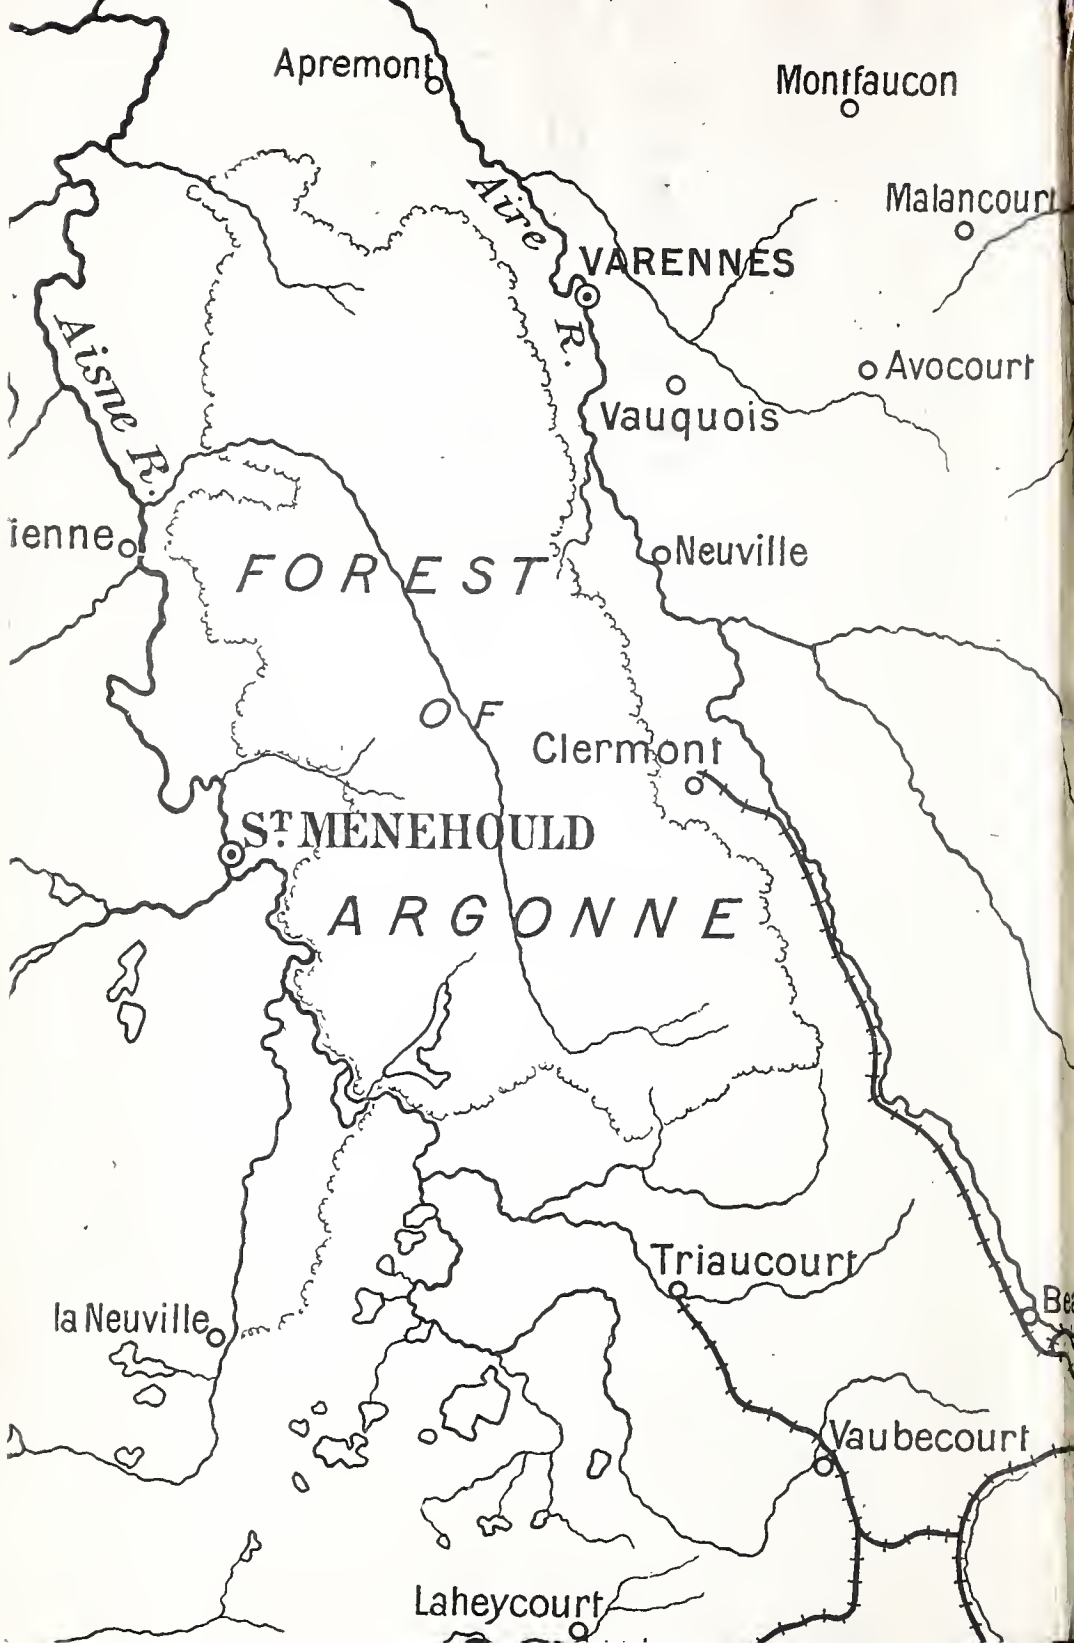 Apremont
Montfaucon
Malancourt
Aire R.
VARENNES
Aisne R.
Avocourt
Vauquois
ienne
Neuville
FOREST
OF
Clermont
ST. MENEHOULD
ARGONNE
Triaucourt
la Neuville
Bea
Vaubecourt
Laheycourt